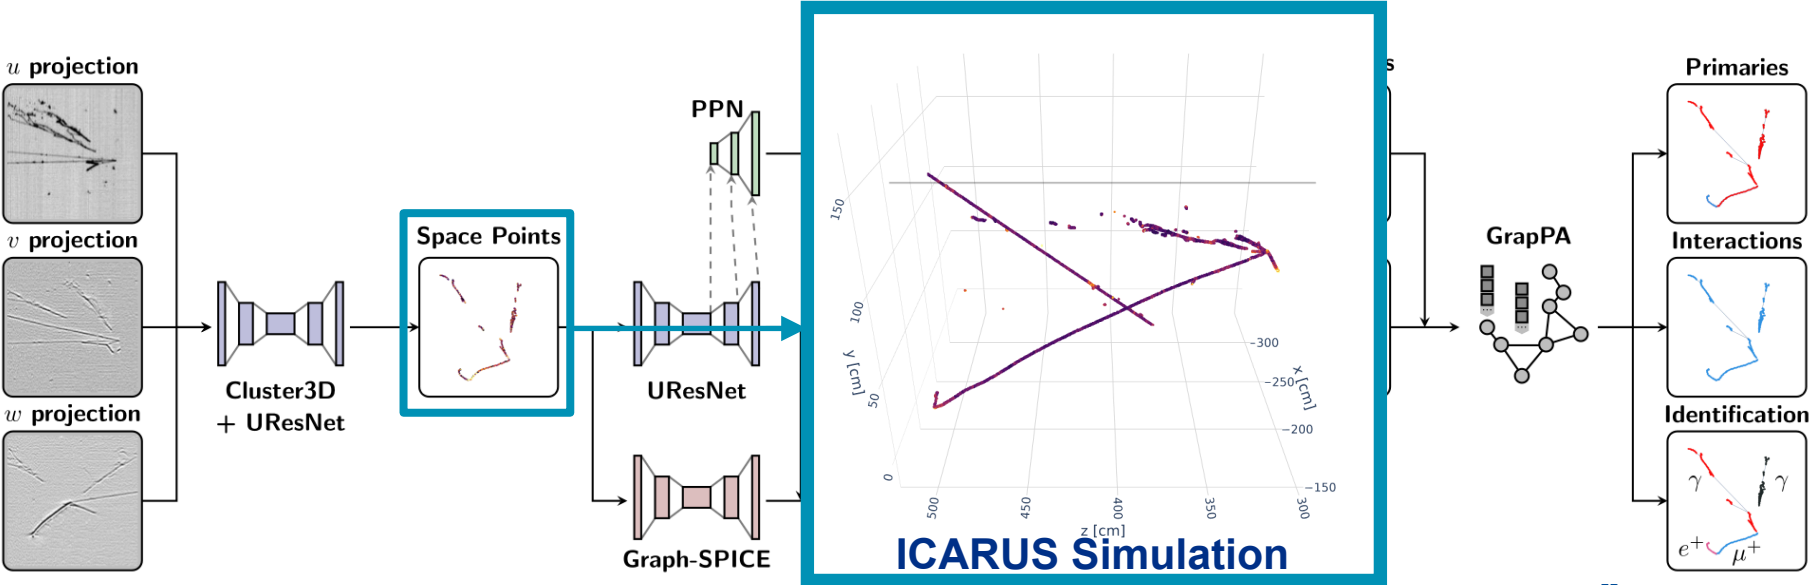 u projection
v projection
w projection
Cluster3D
+ UResNet
Space Points
PPN
UResNet
Graph-SPICE
s
150
100
50
0
y [cm]
500
450
400
350
300
z [cm]
−300
−250
−200
−150
x [cm]
ICARUS Simulation
GrapPA
...
...
Primaries
Interactions
Identification
γ
γ
e+
μ+